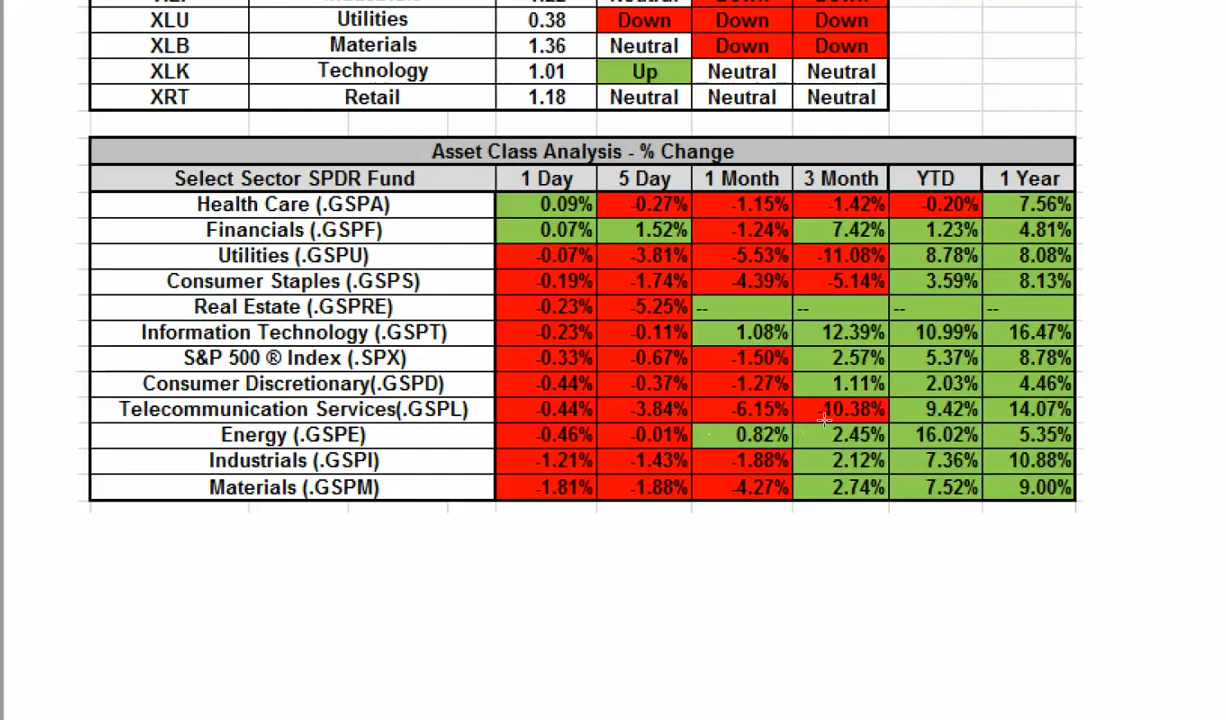 XLU Utilities 0.38 Down Down Down
XLB Materials 1.36 Neutral Down Down
XLK Technology 1.01 Up Neutral Neutral
XRT Retail 1.18 Neutral Neutral Neutral
Asset Class Analysis - % Change
Select Sector SPDR Fund 1 Day 5 Day 1 Month 3 Month YTD 1 Year
Health Care (.GSPA) 0.09% -0.27% -1.15% -1.42% -0.20% 7.56%
Financials (.GSPF) 0.07% 1.52% -1.24% 7.42% 1.23% 4.81%
Utilities (.GSPU) -0.07% -3.81% -5.53% -11.08% 8.78% 8.08%
Consumer Staples (.GSPS) -0.19% -1.74% -4.39% -5.14% 3.59% 8.13%
Real Estate (.GSPRE) -0.23% -5.25% -- -- -- --
Information Technology (.GSPT) -0.23% -0.11% 1.08% 12.39% 10.99% 16.47%
S&P 500 ® Index (.SPX) -0.33% -0.67% -1.50% 2.57% 5.37% 8.78%
Consumer Discretionary(.GSPD) -0.44% -0.37% -1.27% 1.11% 2.03% 4.46%
Telecommunication Services(.GSPL) -0.44% -3.84% -6.15% -10.38% 9.42% 14.07%
Energy (.GSPE) -0.46% -0.01% 0.82% 2.45% 16.02% 5.35%
Industrials (.GSPI) -1.21% -1.43% -1.88% 2.12% 7.36% 10.88%
Materials (.GSPM) -1.81% -1.88% -4.27% 2.74% 7.52% 9.00%